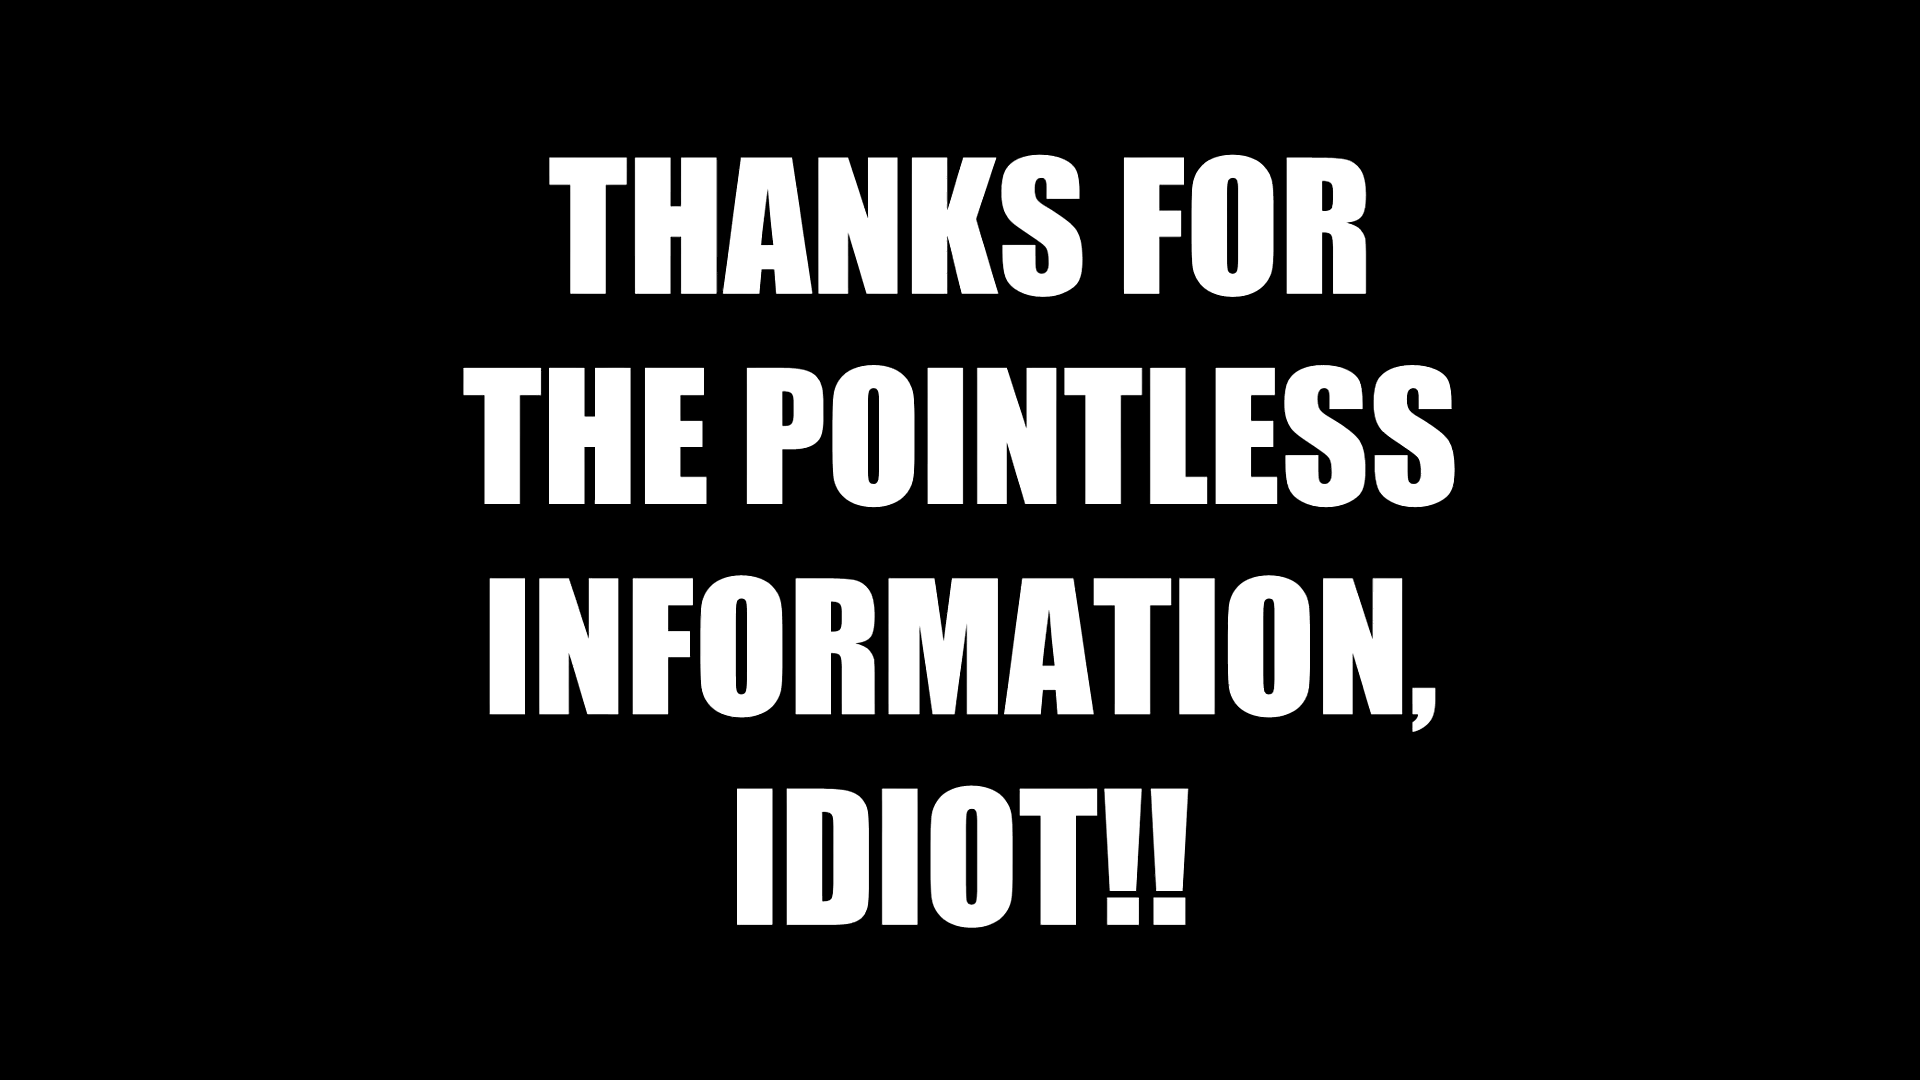 THANKS FOR
THE POINTLESS
INFORMATION,
IDIOT!!